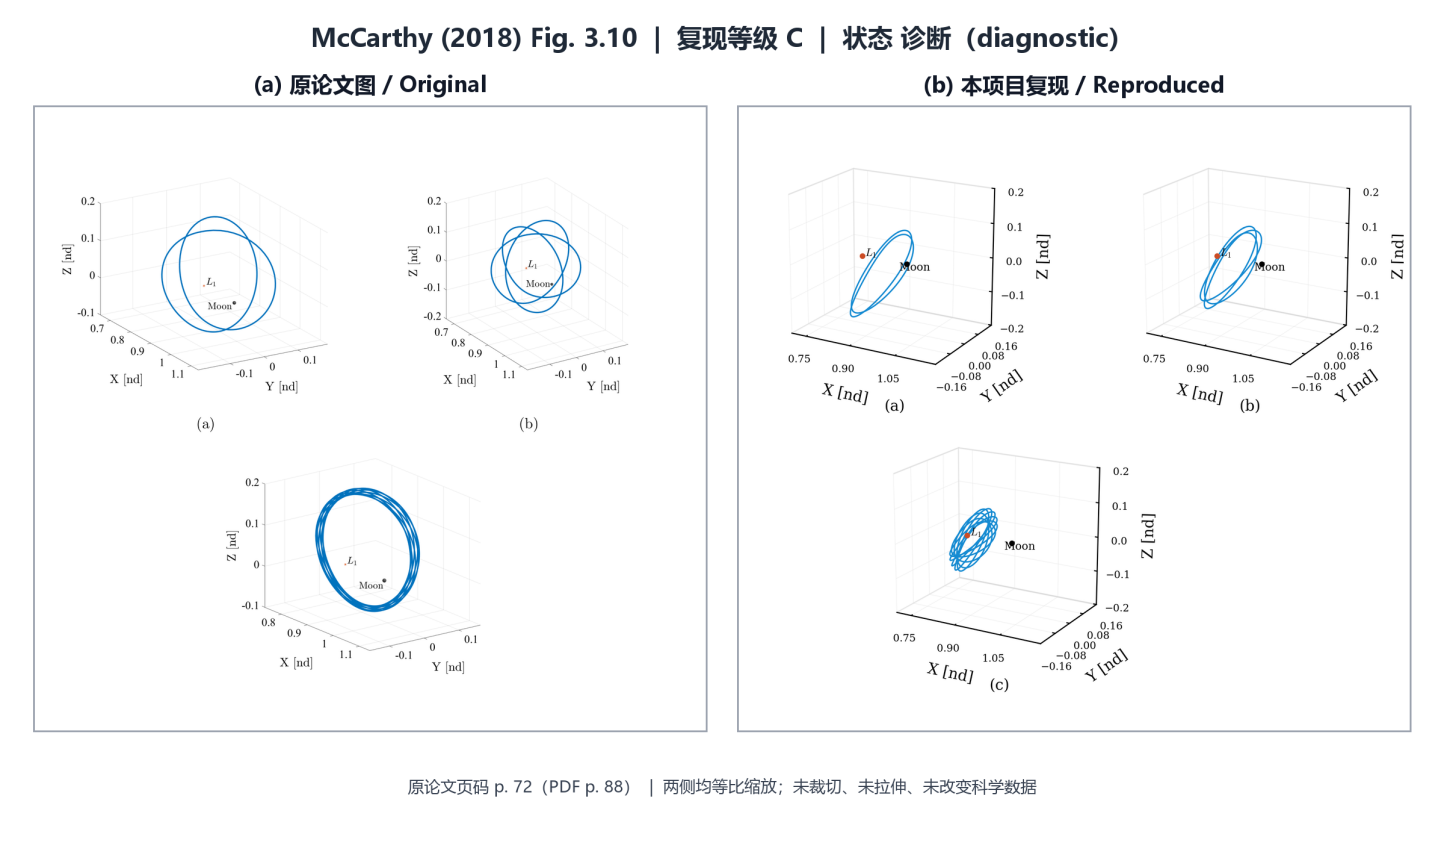 McCarthy (2018) Fig. 3.10 | 复现等级 C | 状态 诊断（diagnostic）
(a) 原论文图 / Original
(b) 本项目复现 / Reproduced
0.2
0.1
0
-0.1
Z [nd]
0.7
0.8
0.9
1
1.1
X [nd]
-0.1
0
0.1
Y [nd]
L1
Moon
(a)
0.2
0.1
0
-0.1
-0.2
Z [nd]
0.7
0.8
0.9
1
1.1
X [nd]
-0.1
0
0.1
Y [nd]
L1
Moon
(b)
0.2
0.1
0
-0.1
Z [nd]
0.8
0.9
1
1.1
X [nd]
-0.1
0
0.1
Y [nd]
L1
Moon
0.2
0.1
0.0
−0.1
−0.2
Z [nd]
0.75
0.90
1.05
X [nd]
0.16
0.08
0.00
−0.08
−0.16
Y [nd]
L1
Moon
(a)
0.2
0.1
0.0
−0.1
−0.2
Z [nd]
0.75
0.90
1.05
X [nd]
0.16
0.08
0.00
−0.08
−0.16
Y [nd]
L1
Moon
(b)
0.2
0.1
0.0
−0.1
−0.2
Z [nd]
0.75
0.90
1.05
X [nd]
0.16
0.08
0.00
−0.08
−0.16
Y [nd]
L1
Moon
(c)
原论文页码 p. 72（PDF p. 88） | 两侧均等比缩放；未裁切、未拉伸、未改变科学数据